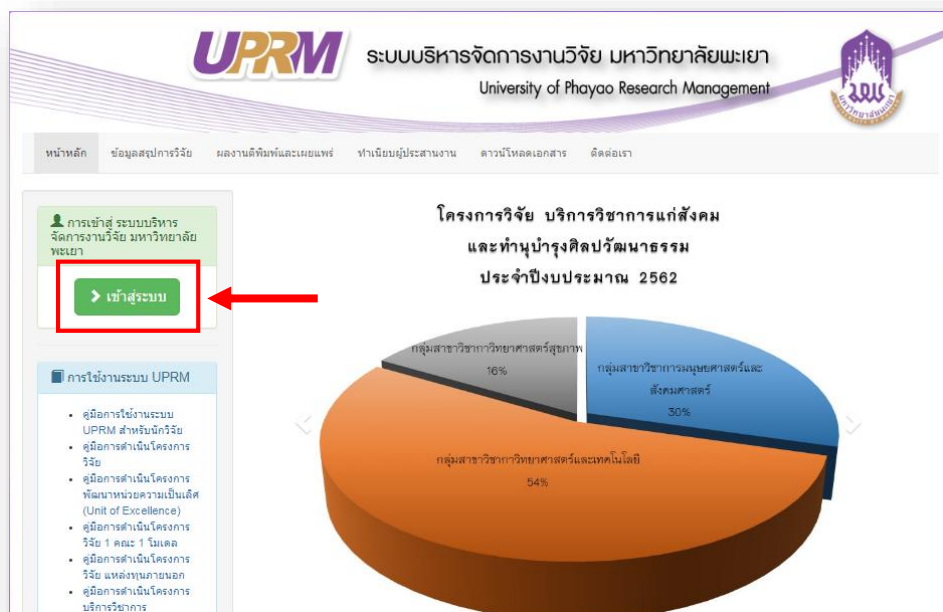 UPRM
ระบบบริหารจัดการงานวิจัย มหาวิทยาลัยพะเยา
University of Phayao Research Management
มหาวิทยาลัยพะเยา
หน้าหลัก ข้อมูลสรุปการวิจัย ผลงานตีพิมพ์และเผยแพร่ ทำเนียบผู้ประสานงาน ดาวน์โหลดเอกสาร ติดต่อเรา
การเข้าสู่ ระบบบริหาร
จัดการงานวิจัย มหาวิทยาลัย
พะเยา
เข้าสู่ระบบ
การใช้งานระบบ UPRM
คู่มือการใช้งานระบบ
UPRM สำหรับนักวิจัย
คู่มือการดำเนินโครงการ
วิจัย
คู่มือการดำเนินโครงการ
พัฒนาหน่วยความเป็นเลิศ
(Unit of Excellence)
คู่มือการดำเนินโครงการ
วิจัย 1 คณะ 1 โมเดล
คู่มือการดำเนินโครงการ
วิจัย แหล่งทุนภายนอก
คู่มือการดำเนินโครงการ
บริการวิชาการ
โครงการวิจัย บริการวิชาการแก่สังคม
และทำนุบำรุงศิลปวัฒนาธรรม
ประจำปีงบประมาณ 2562
กลุ่มสาขาวิชาการวิทยาศาสตร์สุขภาพ
16%
กลุ่มสาขาวิชาการมนุษยศาสตร์และ
สังคมศาสตร์
30%
กลุ่มสาขาวิชาการวิทยาศาสตร์และเทคโนโลยี
54%